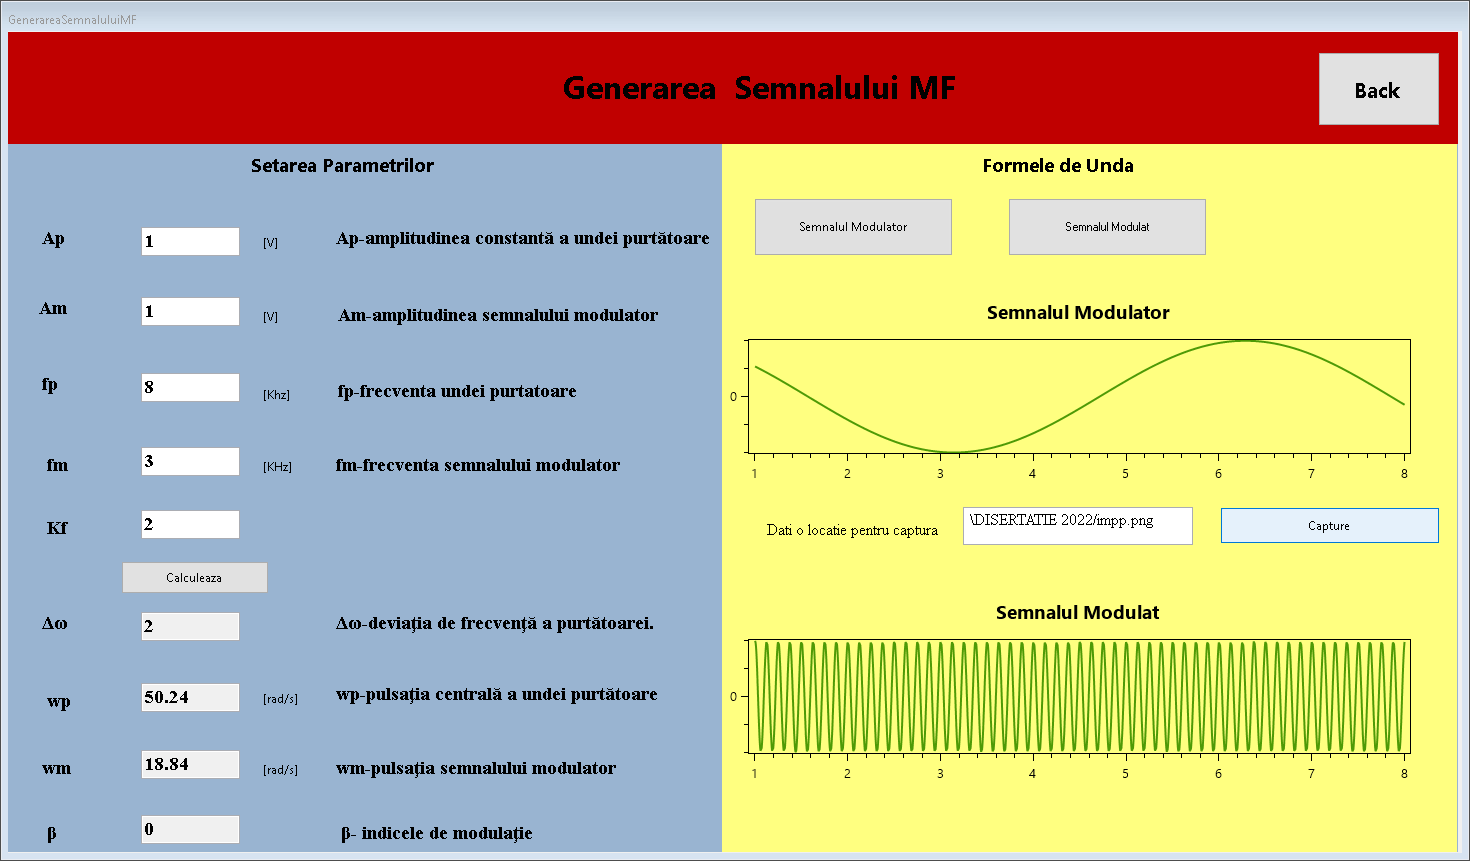 GenerareaSemnaluluiMF
Generarea  Semnalului MF
Back
Setarea Parametrilor
Ap
1
[V]
Ap-amplitudinea constantă a undei purtătoare
Am
1
[V]
Am-amplitudinea semnalului modulator
fp
8
[Khz]
fp-frecventa undei purtatoare
fm
3
[KHz]
fm-frecventa semnalului modulator
Kf
2
Calculeaza
Δω
2
Δω-deviația de frecvență a purtătoarei.
wp
50.24
[rad/s]
wp-pulsația centrală a undei purtătoare
wm
18.84
[rad/s]
wm-pulsația semnalului modulator
β
0
β- indicele de modulație
Formele de Unda
Semnalul Modulator
Semnalul Modulat
Semnalul Modulator
0
1 2 3 4 5 6 7 8
Dati o locatie pentru captura
\DISERTATIE 2022/impp.png
Capture
Semnalul Modulat
0
1 2 3 4 5 6 7 8